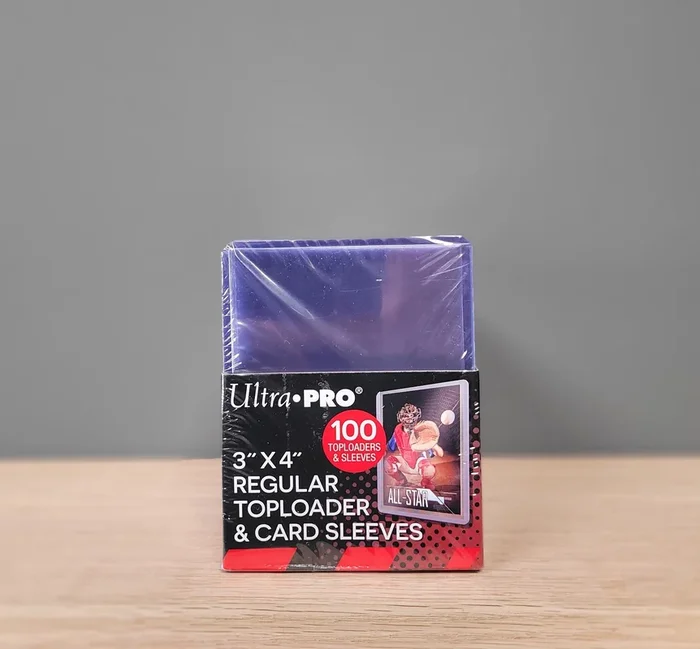 Ultra•PRO®
100
TOPLOADERS
& SLEEVES
3″ X 4″
REGULAR
TOPLOADER
& CARD SLEEVES
ALL-STAR